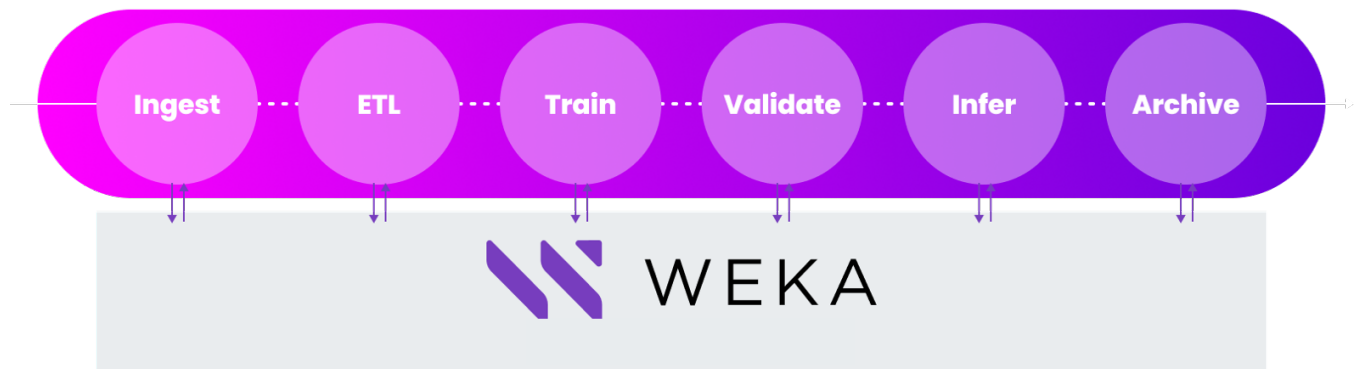 Ingest
ETL
Train
Validate
Infer
Archive
WEKA